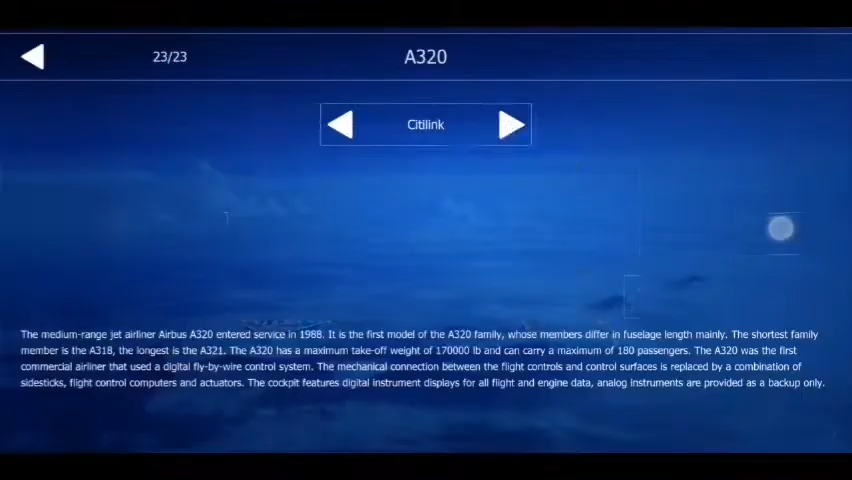 23/23
A320
Citilink
The medium-range jet airliner Airbus A320 entered service in 1988. It is the first model of the A320 family, whose members differ in fuselage length mainly. The shortest family
member is the A318, the longest is the A321. The A320 has a maximum take-off weight of 170000 lb and can carry a maximum of 180 passengers. The A320 was the first
commercial airliner that used a digital fly-by-wire control system. The mechanical connection between the flight controls and control surfaces is replaced by a combination of
sidesticks, flight control computers and actuators. The cockpit features digital instrument displays for all flight and engine data, analog instruments are provided as a backup only.